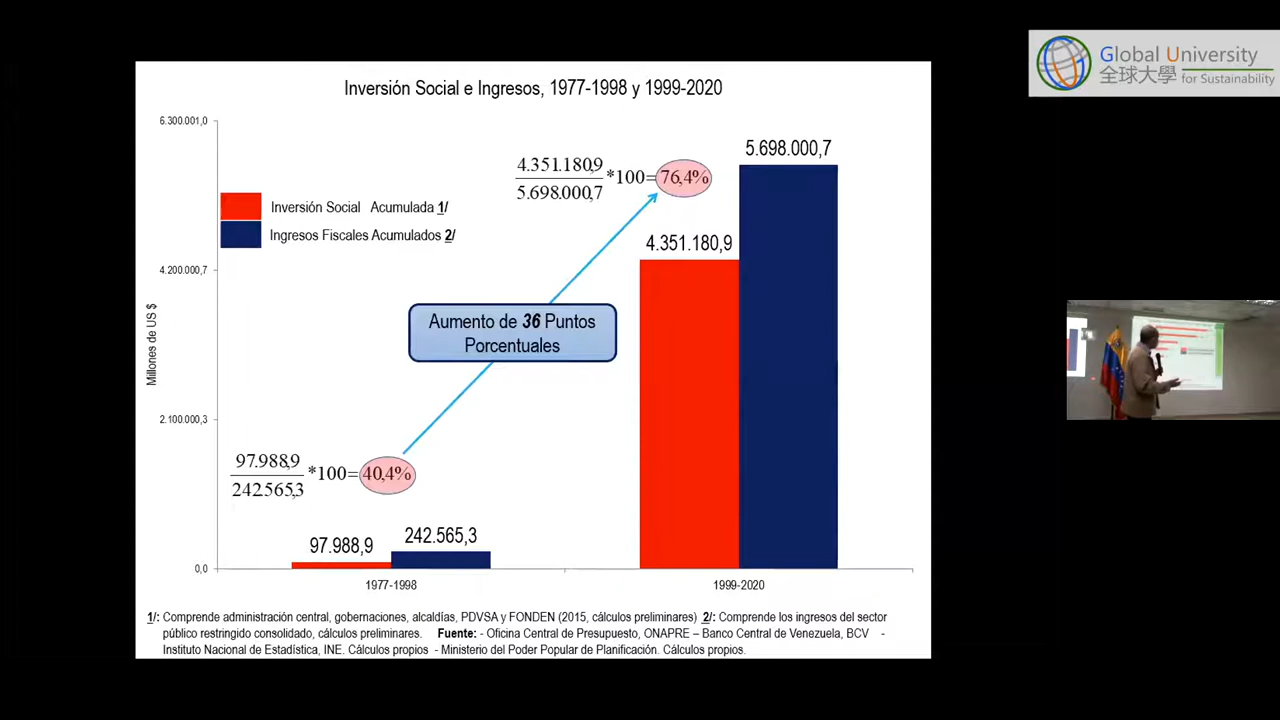 Global University
全球大學 for Sustainability
Inversión Social e Ingresos, 1977-1998 y 1999-2020
6.300.001,0
4.200.000,7
2.100.000,3
0,0
Millones de US $
Inversión Social Acumulada 1/
Ingresos Fiscales Acumulados 2/
4.351.180,9
5.698.000,7
*100=
76,4%
5.698.000,7
4.351.180,9
Aumento de 36 Puntos
Porcentuales
97.988,9
242.565,3
*100=
40,4%
97.988,9
242.565,3
1977-1998
1999-2020
1/: Comprende administración central, gobernaciones, alcaldías, PDVSA y FONDEN (2015, cálculos preliminares) 2/: Comprende los ingresos del sector
público restringido consolidado, cálculos preliminares. Fuente: - Oficina Central de Presupuesto, ONAPRE – Banco Central de Venezuela, BCV -
Instituto Nacional de Estadística, INE. Cálculos propios - Ministerio del Poder Popular de Planificación. Cálculos propios.